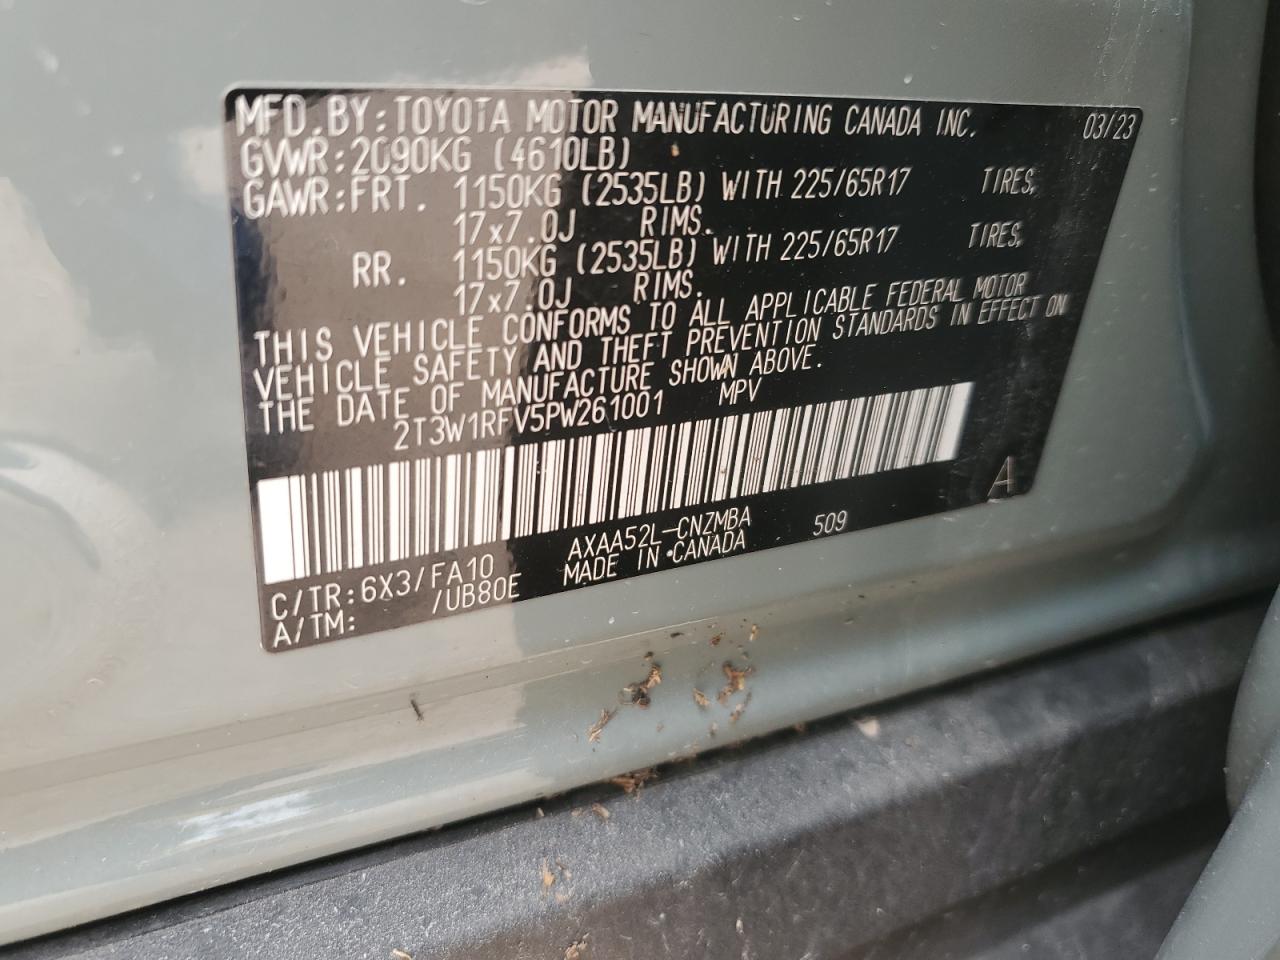 MFD.BY:TOYOTA MOTOR MANUFACTURING CANADA INC. 03/23
GVWR:2090KG (4610LB)
GAWR:FRT. 1150KG (2535LB) WITH 225/65R17 TIRES,
17x7.0J RIMS.
RR. 1150KG (2535LB) WITH 225/65R17 TIRES,
17x7.0J RIMS.
THIS VEHICLE CONFORMS TO ALL APPLICABLE FEDERAL MOTOR
VEHICLE SAFETY AND THEFT PREVENTION STANDARDS IN EFFECT ON
THE DATE OF MANUFACTURE SHOWN ABOVE.
2T3W1RFV5PW261001 MPV
A
C/TR:6X3/FA10 AXAA52L-CNZMBA 509
A/TM: /UB80E MADE IN CANADA